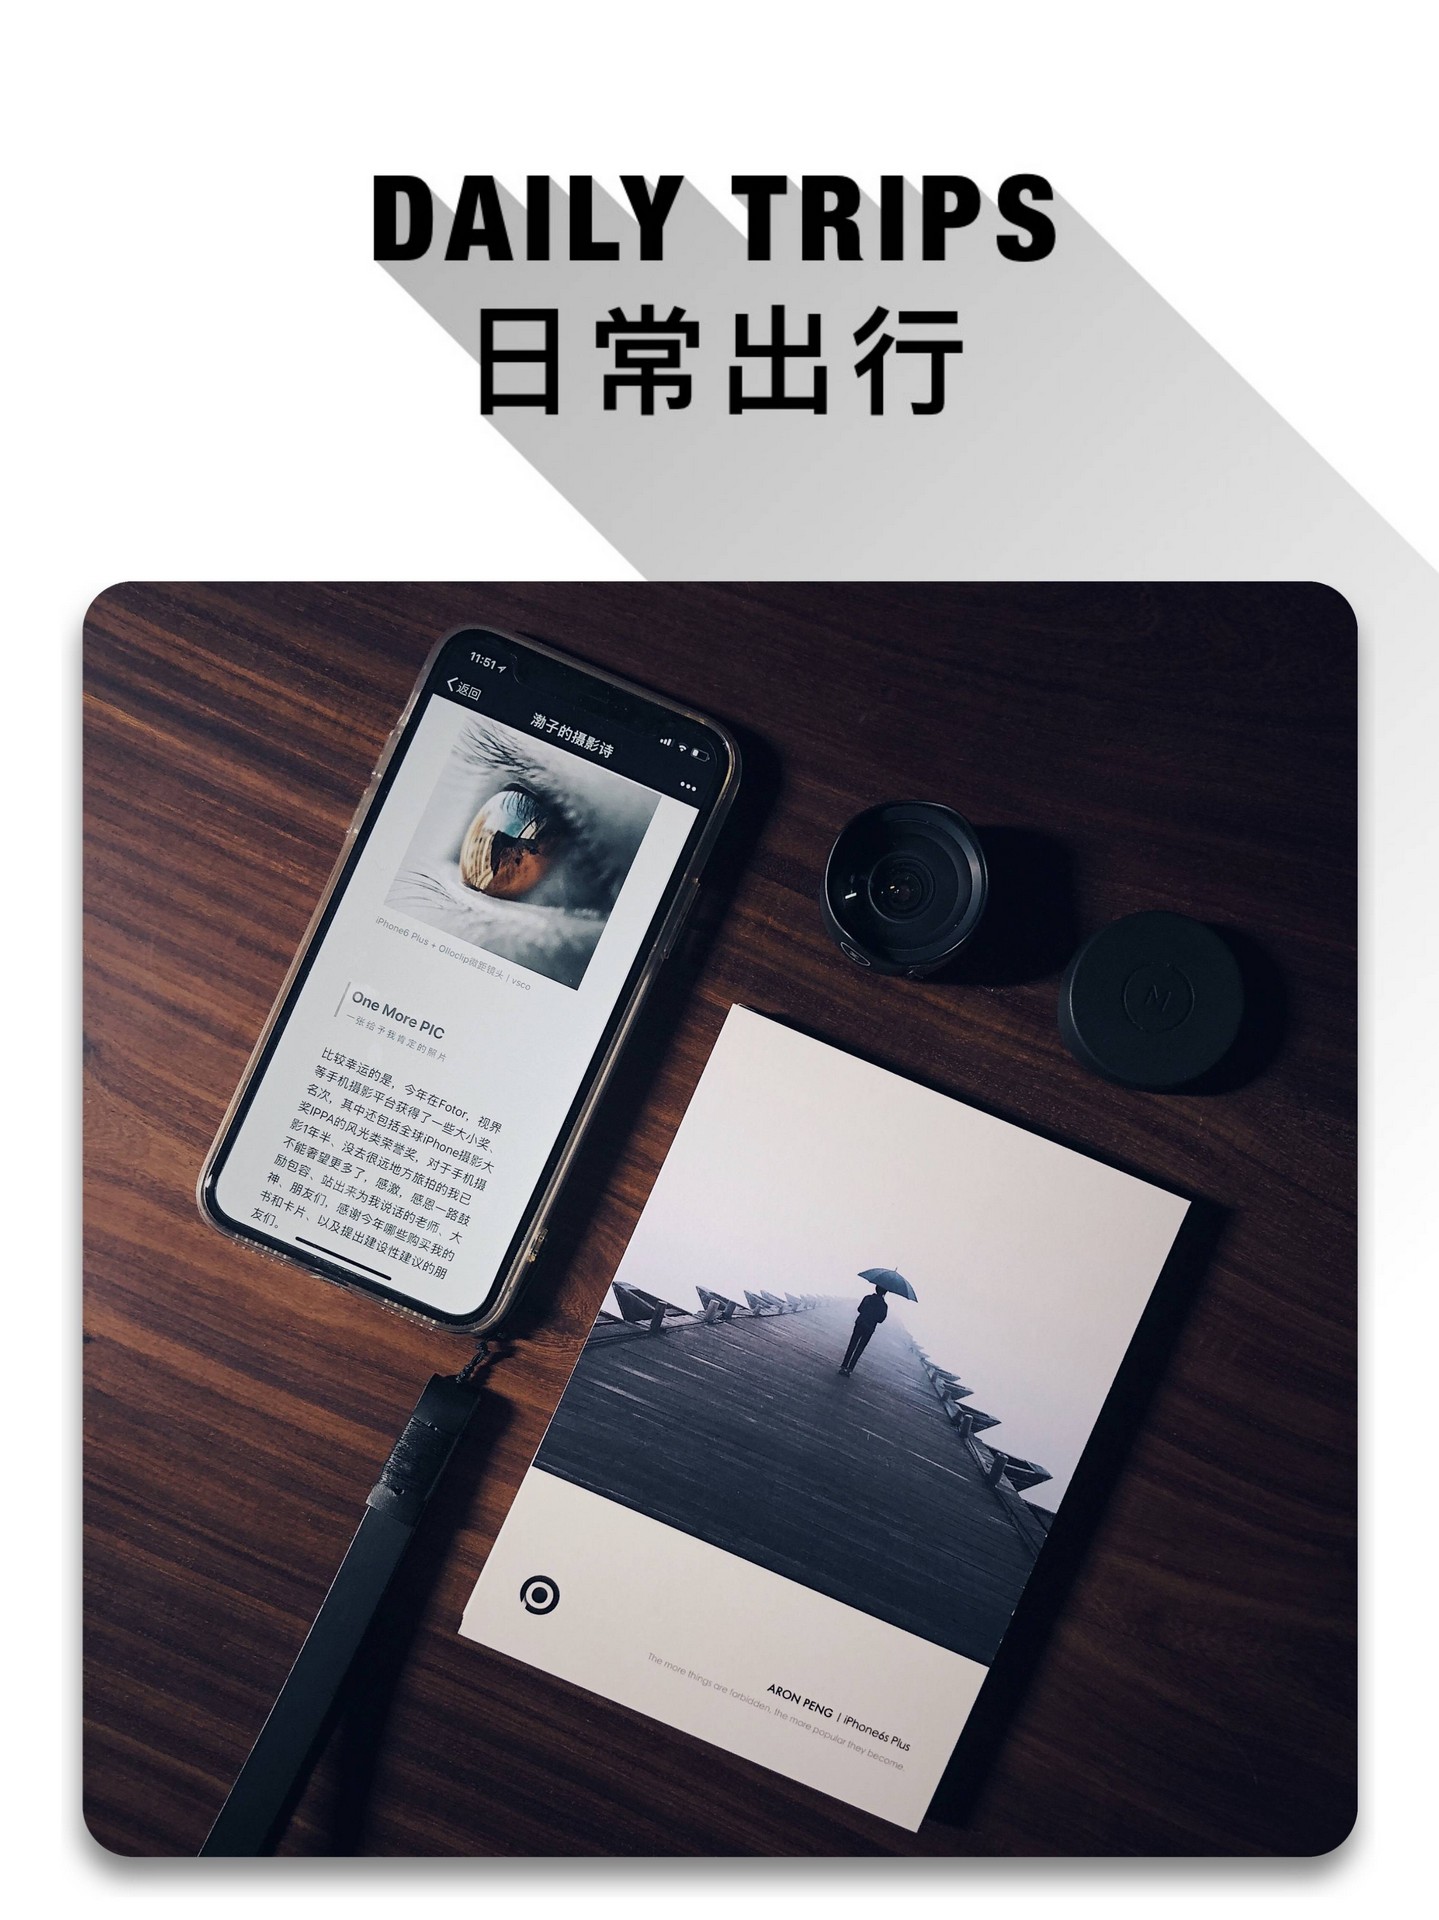 DAILY TRIPS
日常出行
11:51
返回
渤子的摄影诗
iPhone6 Plus + Olloclip微距镜头 | vsco
One More PIC
一张给予我肯定的照片
比较幸运的是，今年在Fotor，视界
等手机摄影平台获得了一些大小奖、
名次，其中还包括全球iPhone摄影大
奖IPPA的风光类荣誉奖，对于手机摄
影1年半、没去很远地方旅拍的我已
不能奢望更多了，感激，感恩一路鼓
励包容、站出来为我说话的老师、大
神、朋友们，感谢今年哪些购买我的
书和卡片、以及提出建设性建议的朋
友们。
M
ARON PENG | iPhone6s Plus
The more things are forbidden, the more popular they become.